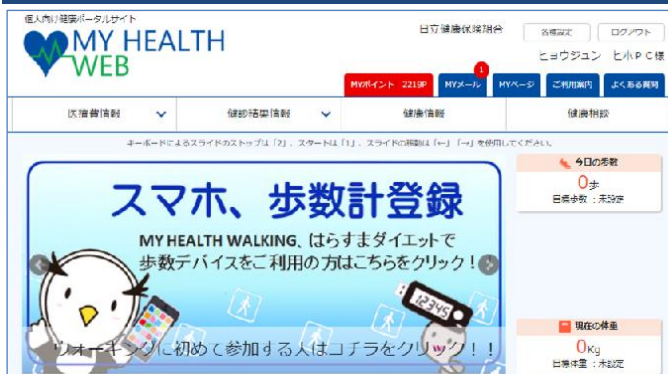 個人向け健康ポータルサイト
MY HEALTH WEB
日立健康保険組合
各種設定
ログアウト
ヒョウジュン ヒホPC様
MYポイント 2219P
MYメール
1
MYページ
ご利用案内
よくある質問
医療費情報
健診結果情報
健康情報
健康相談
キーボードによるスライドのストップは「2」、スタートは「1」、スライドの移動は「←」「→」を使用してください。
スマホ、歩数計登録
MY HEALTH WALKING、はらすまダイエットで
歩数デバイスをご利用の方はこちらをクリック!
12345
ウォーキングに初めて参加する人はコチラをクリック!!
今日の歩数
0歩
目標歩数 : 未設定
現在の体重
0Kg
目標体重 : 未設定